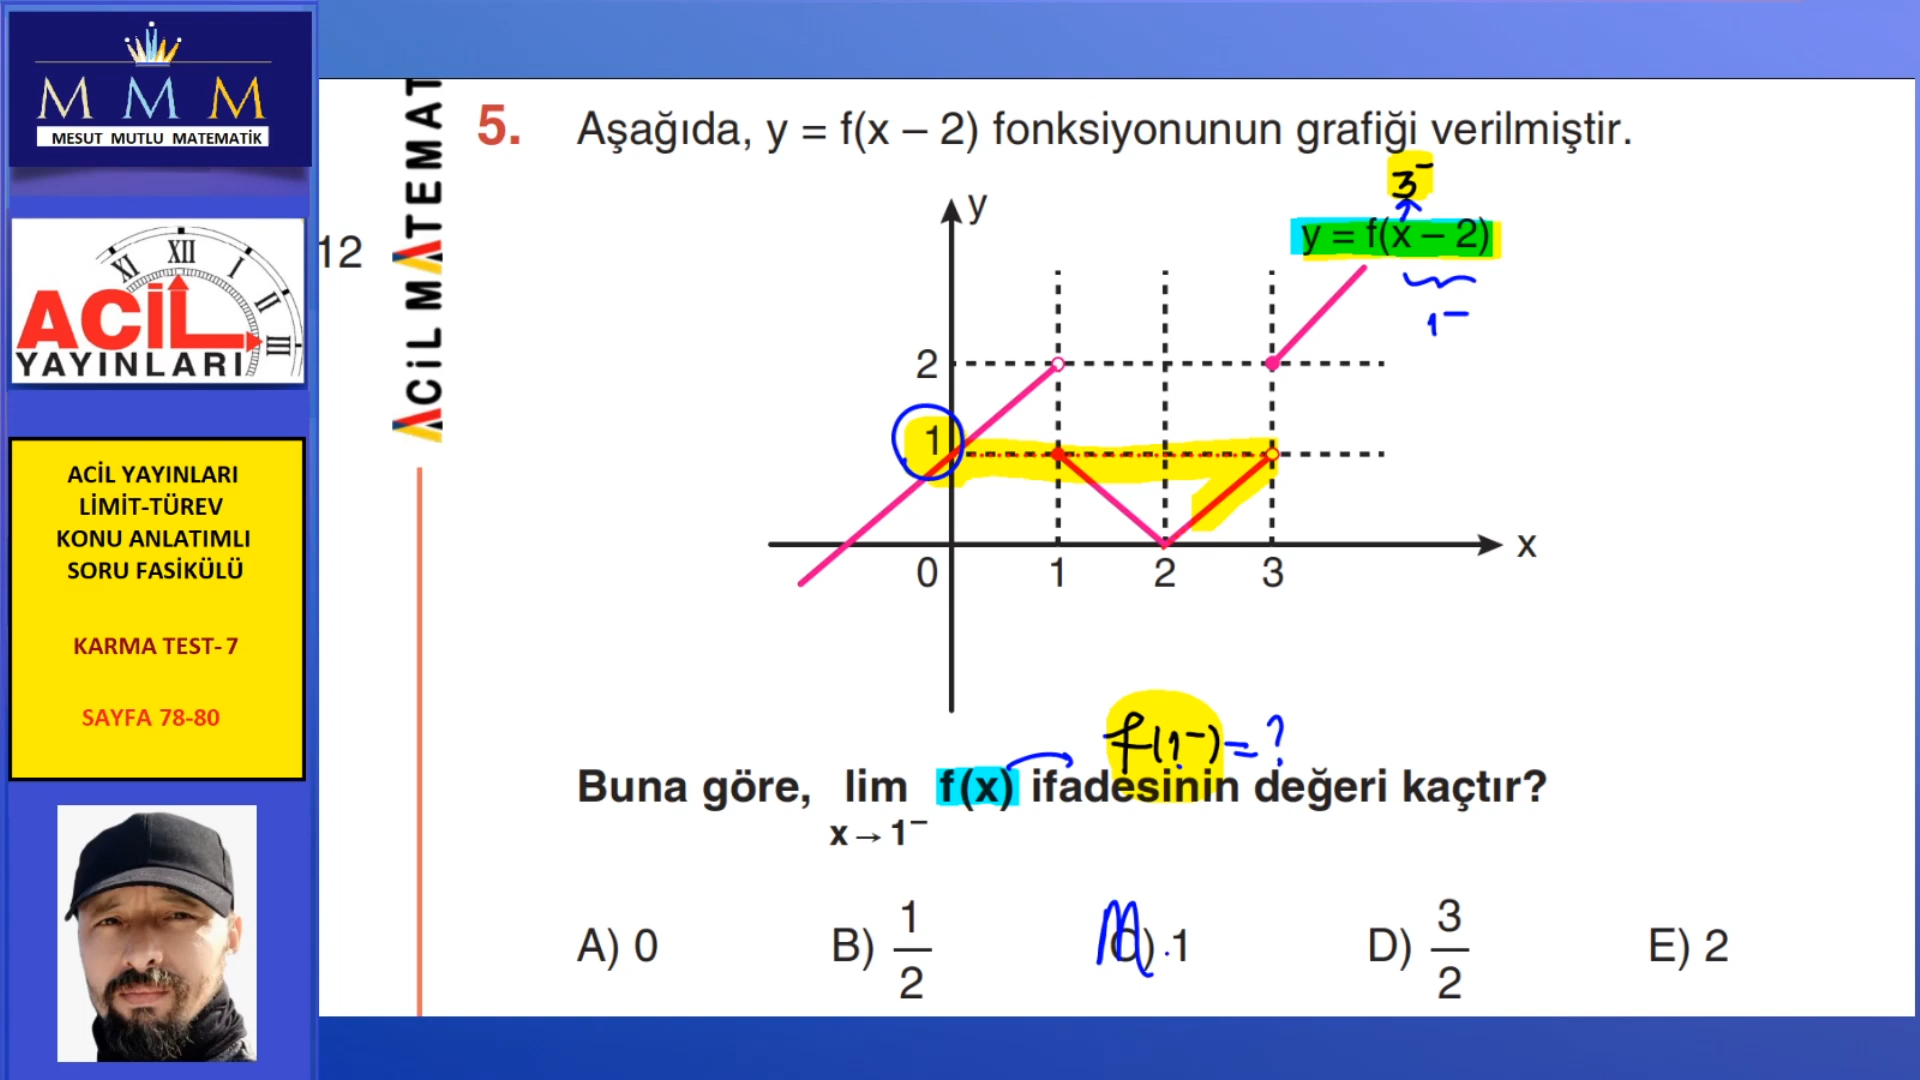 M M M
MESUT MUTLU MATEMATİK
XI XII I II III
ACİL
YAYINLARI
ACİL YAYINLARI
LİMİT-TÜREV
KONU ANLATIMLI
SORU FASİKÜLÜ
KARMA TEST- 7
SAYFA 78-80
12
ACİL MATEMAT
5. Aşağıda, y = f(x – 2) fonksiyonunun grafiği verilmiştir.
3⁻
y
y = f(x – 2)
1⁻
2
1
x
0 1 2 3
f(1⁻) = ?
Buna göre, lim f(x) ifadesinin değeri kaçtır?
x → 1⁻
A) 0 B) 1/2 C) 1 D) 3/2 E) 2